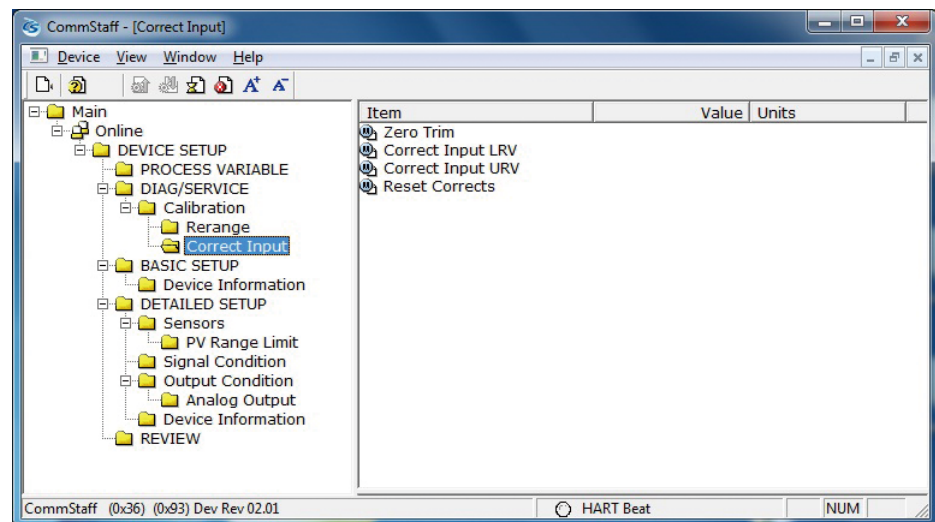 CommStaff - [Correct Input]
Device View Window Help
A+ A-
Item Value Units
Main
Online
DEVICE SETUP
PROCESS VARIABLE
DIAG/SERVICE
Calibration
Rerange
Correct Input
BASIC SETUP
Device Information
DETAILED SETUP
Sensors
PV Range Limit
Signal Condition
Output Condition
Analog Output
Device Information
REVIEW
Zero Trim
Correct Input LRV
Correct Input URV
Reset Corrects
CommStaff (0x36) (0x93) Dev Rev 02.01 HART Beat NUM